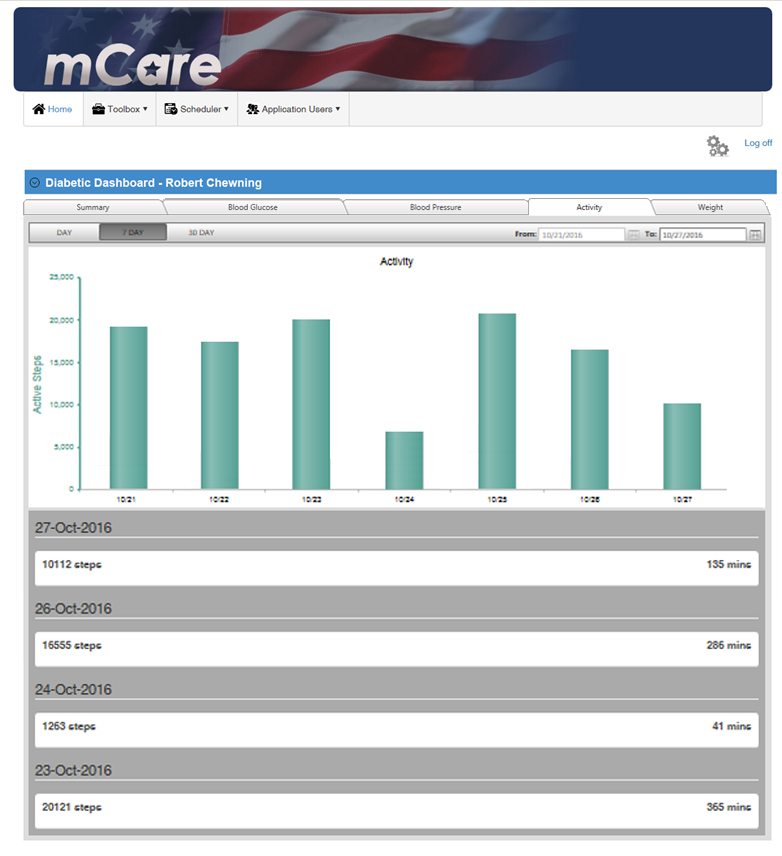 mCare
Home Toolbox Scheduler Application Users
Log off
Diabetic Dashboard - Robert Chewning
Summary Blood Glucose Blood Pressure Activity Weight
DAY 7 DAY 30 DAY From: 10/21/2016 To: 10/27/2016
Activity
Active Steps
25,000
20,000
15,000
10,000
5,000
0
10/21 10/22 10/23 10/24 10/25 10/26 10/27
27-Oct-2016
10112 steps 135 mins
26-Oct-2016
16555 steps 286 mins
24-Oct-2016
1263 steps 41 mins
23-Oct-2016
20121 steps 365 mins